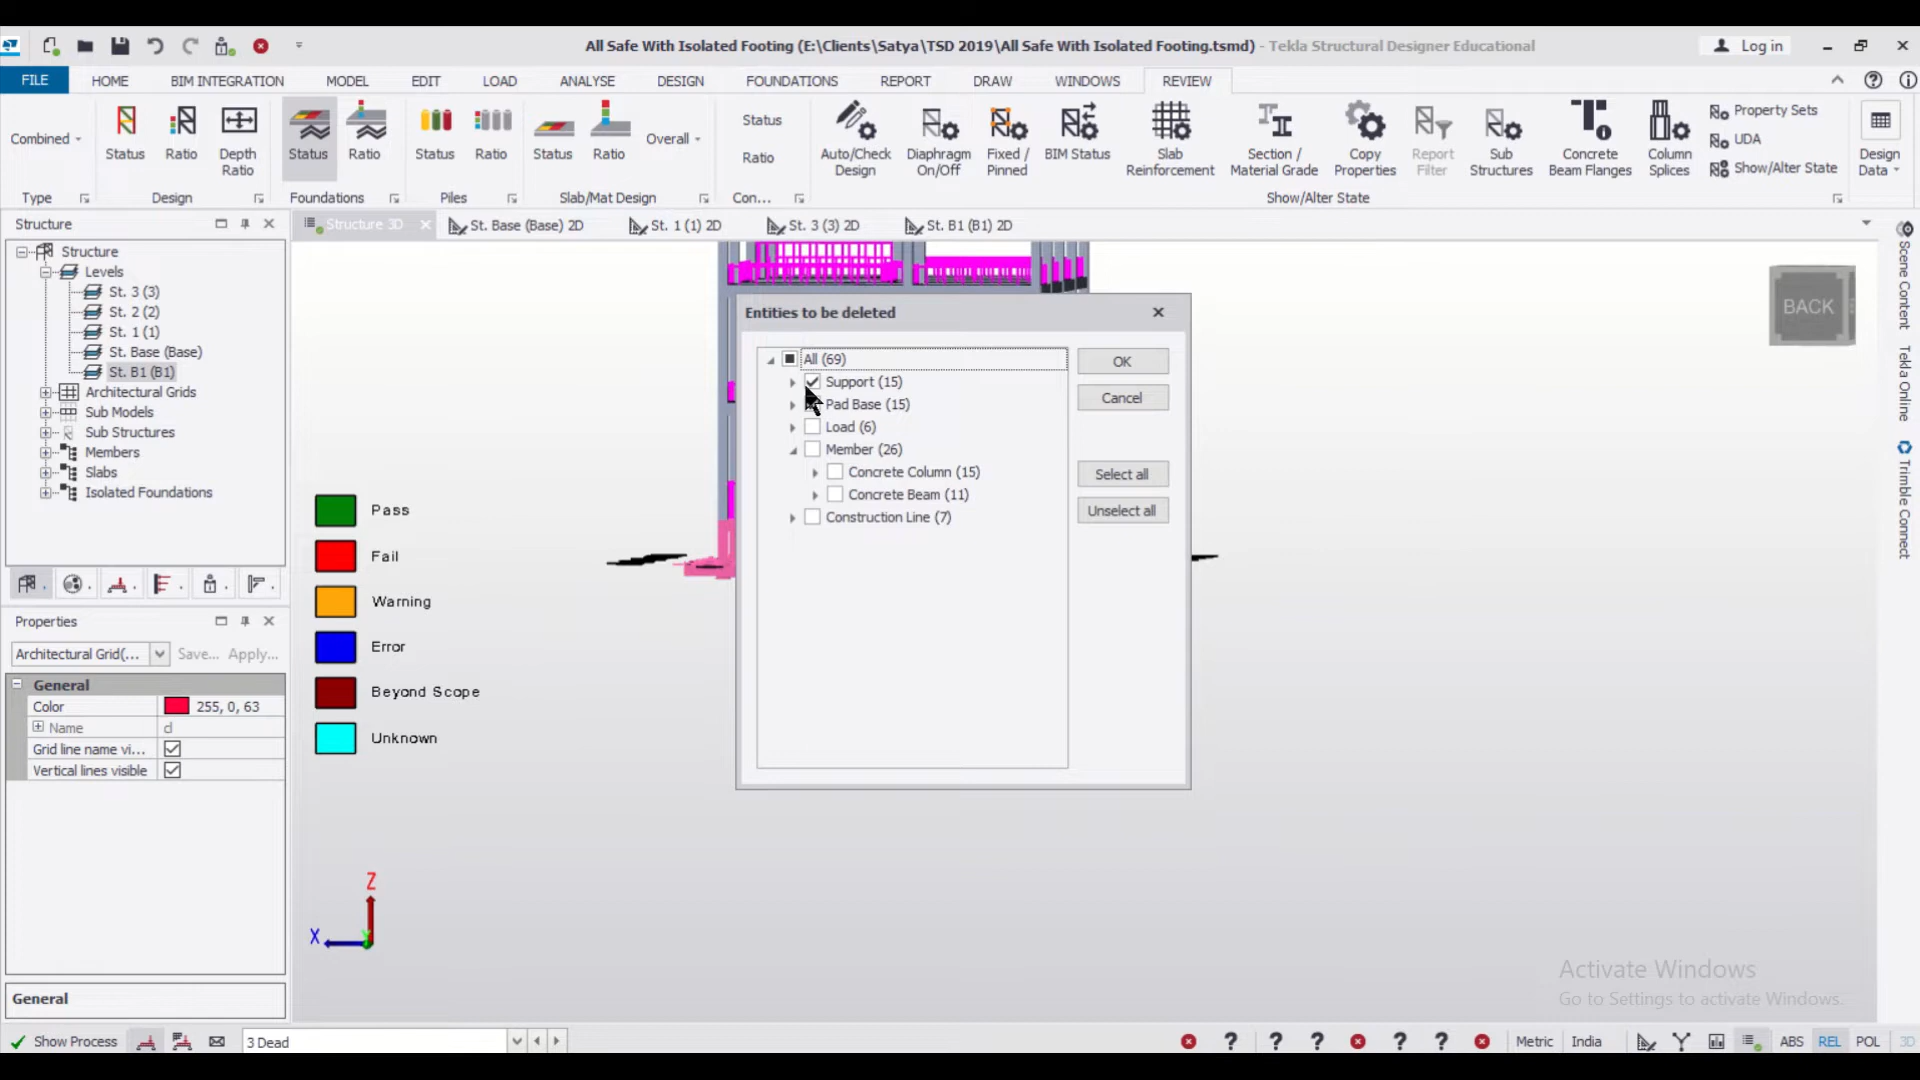 All Safe With Isolated Footing (E:\Clients\Satya\TSD 2019\All Safe With Isolated Footing.tsmd) - Tekla Structural Designer Educational
Log in
FILE HOME BIM INTEGRATION MODEL EDIT LOAD ANALYSE DESIGN FOUNDATIONS REPORT DRAW WINDOWS REVIEW
Combined
Status Ratio Depth Ratio
Status Ratio
Status Ratio
Status Ratio
Overall
Status
Ratio
Auto/Check Design
Diaphragm On/Off
Fixed / Pinned
BIM Status
Slab Reinforcement
Section / Material Grade
Copy Properties
Report Filter
Sub Structures
Concrete Beam Flanges
Column Splices
Property Sets
UDA
Show/Alter State
Design Data
Type Design Foundations Piles Slab/Mat Design Con... Show/Alter State
Structure
Structure 3D St. Base (Base) 2D St. 1 (1) 2D St. 3 (3) 2D St. B1 (B1) 2D
Structure
Levels
St. 3 (3)
St. 2 (2)
St. 1 (1)
St. Base (Base)
St. B1 (B1)
Architectural Grids
Sub Models
Sub Structures
Members
Slabs
Isolated Foundations
Properties
Architectural Grid(... Save... Apply...
General
Color 255, 0, 63
Name d
Grid line name vi...
Vertical lines visible
General
Pass
Fail
Warning
Error
Beyond Scope
Unknown
Z
X
Y
Entities to be deleted
All (69)
Support (15)
Pad Base (15)
Load (6)
Member (26)
Concrete Column (15)
Concrete Beam (11)
Construction Line (7)
OK
Cancel
Select all
Unselect all
BACK
Scene Content
Tekla Online
Trimble Connect
Activate Windows
Go to Settings to activate Windows.
Show Process 3 Dead Metric India ABS REL POL 3D